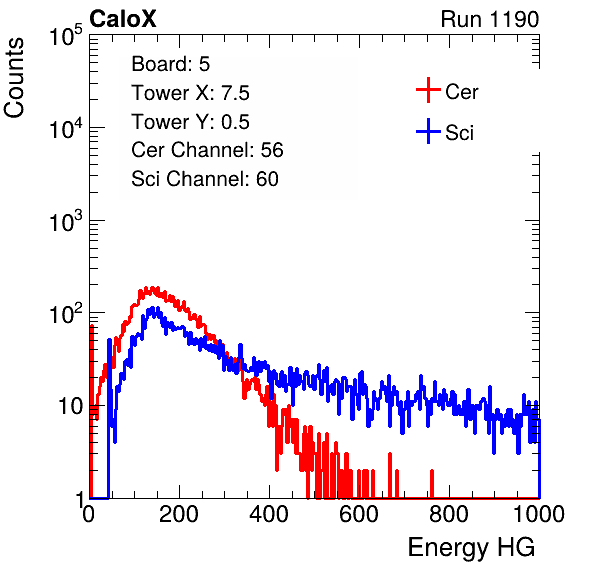 CaloX Run 1190
Counts
10^5
10^4
10^3
10^2
10
1
Board: 5
Tower X: 7.5
Tower Y: 0.5
Cer Channel: 56
Sci Channel: 60
Cer
Sci
0 200 400 600 800 1000
Energy HG